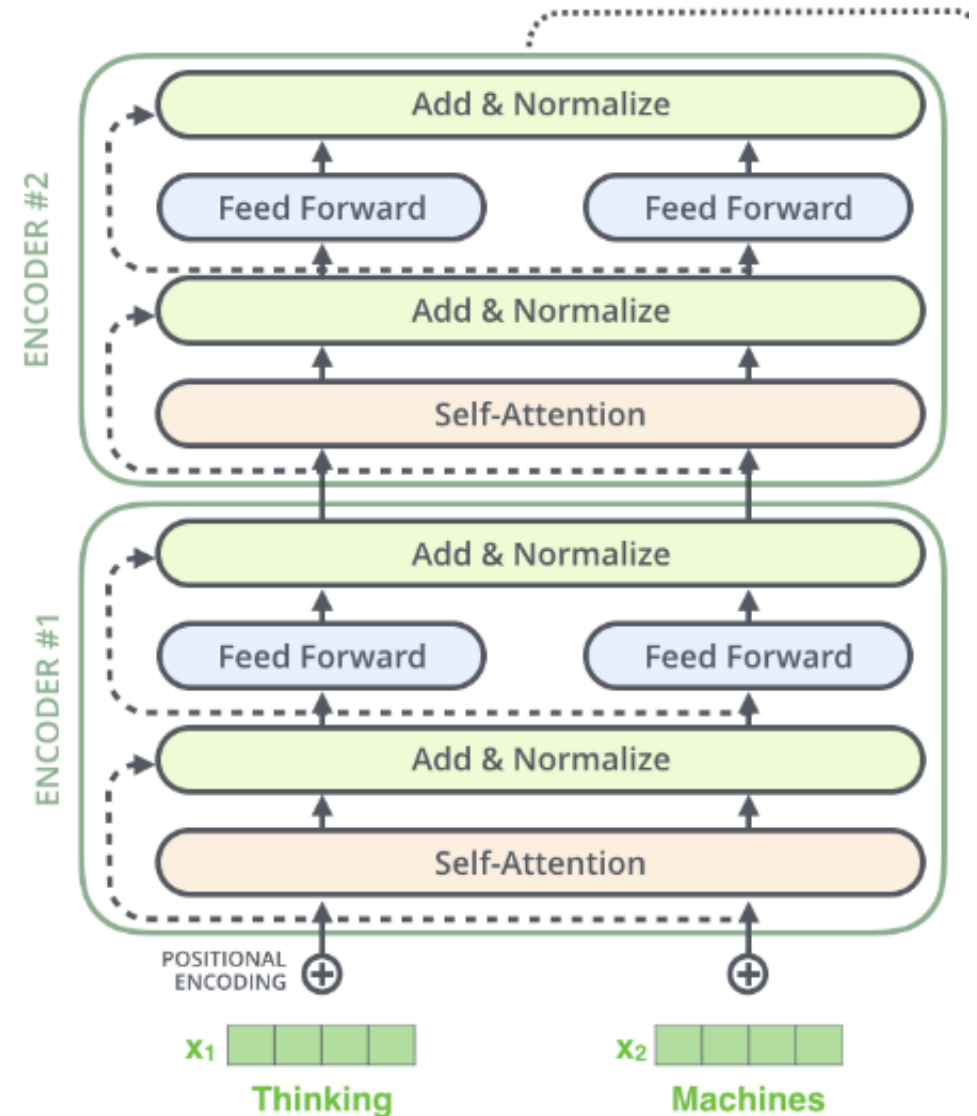 ENCODER #2
Add & Normalize
Feed Forward
Feed Forward
Add & Normalize
Self-Attention
ENCODER #1
Add & Normalize
Feed Forward
Feed Forward
Add & Normalize
Self-Attention
POSITIONAL
ENCODING
x₁
x₂
Thinking
Machines